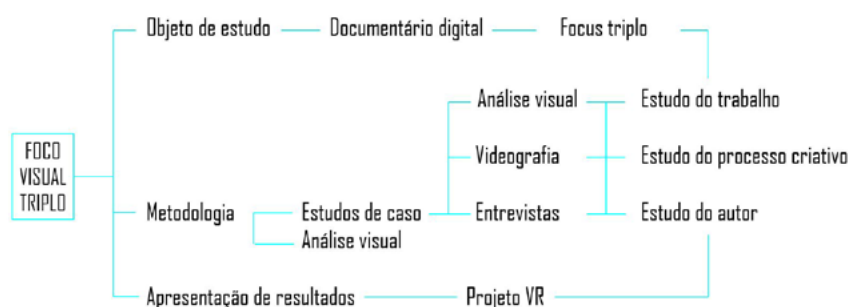 Objeto de estudo
Documentário digital
Focus triplo
Análise visual
Estudo do trabalho
FOCO
VISUAL
TRIPLO
Videografia
Estudo do processo criativo
Metodologia
Estudos de caso
Entrevistas
Estudo do autor
Análise visual
Apresentação de resultados
Projeto VR